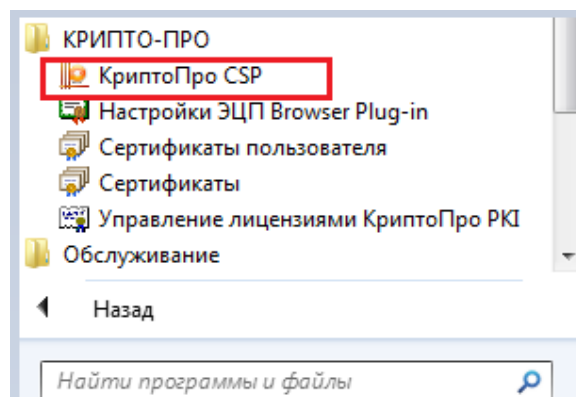 КРИПТО-ПРО
КриптоПро CSP
Настройки ЭЦП Browser Plug-in
Сертификаты пользователя
Сертификаты
Управление лицензиями КриптоПро PKI
Обслуживание
Назад
Найти программы и файлы